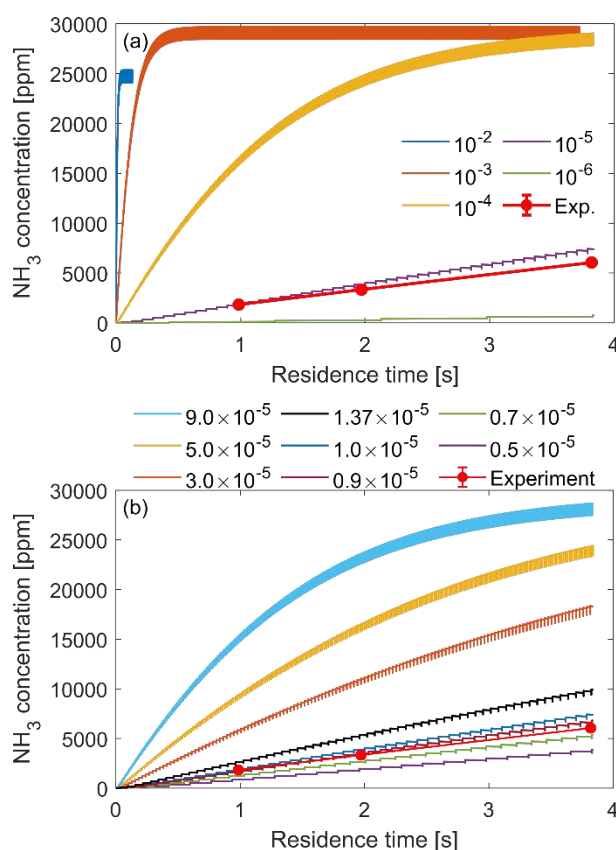 (a)
30000
25000
20000
15000
10000
5000
0
NH₃ concentration [ppm]
10⁻² 10⁻⁵
10⁻³ 10⁻⁶
10⁻⁴ Exp.
0 1 2 3 4
Residence time [s]
9.0×10⁻⁵ 1.37×10⁻⁵ 0.7×10⁻⁵
5.0×10⁻⁵ 1.0×10⁻⁵ 0.5×10⁻⁵
3.0×10⁻⁵ 0.9×10⁻⁵ Experiment
(b)
30000
25000
20000
15000
10000
5000
0
NH₃ concentration [ppm]
0 1 2 3 4
Residence time [s]